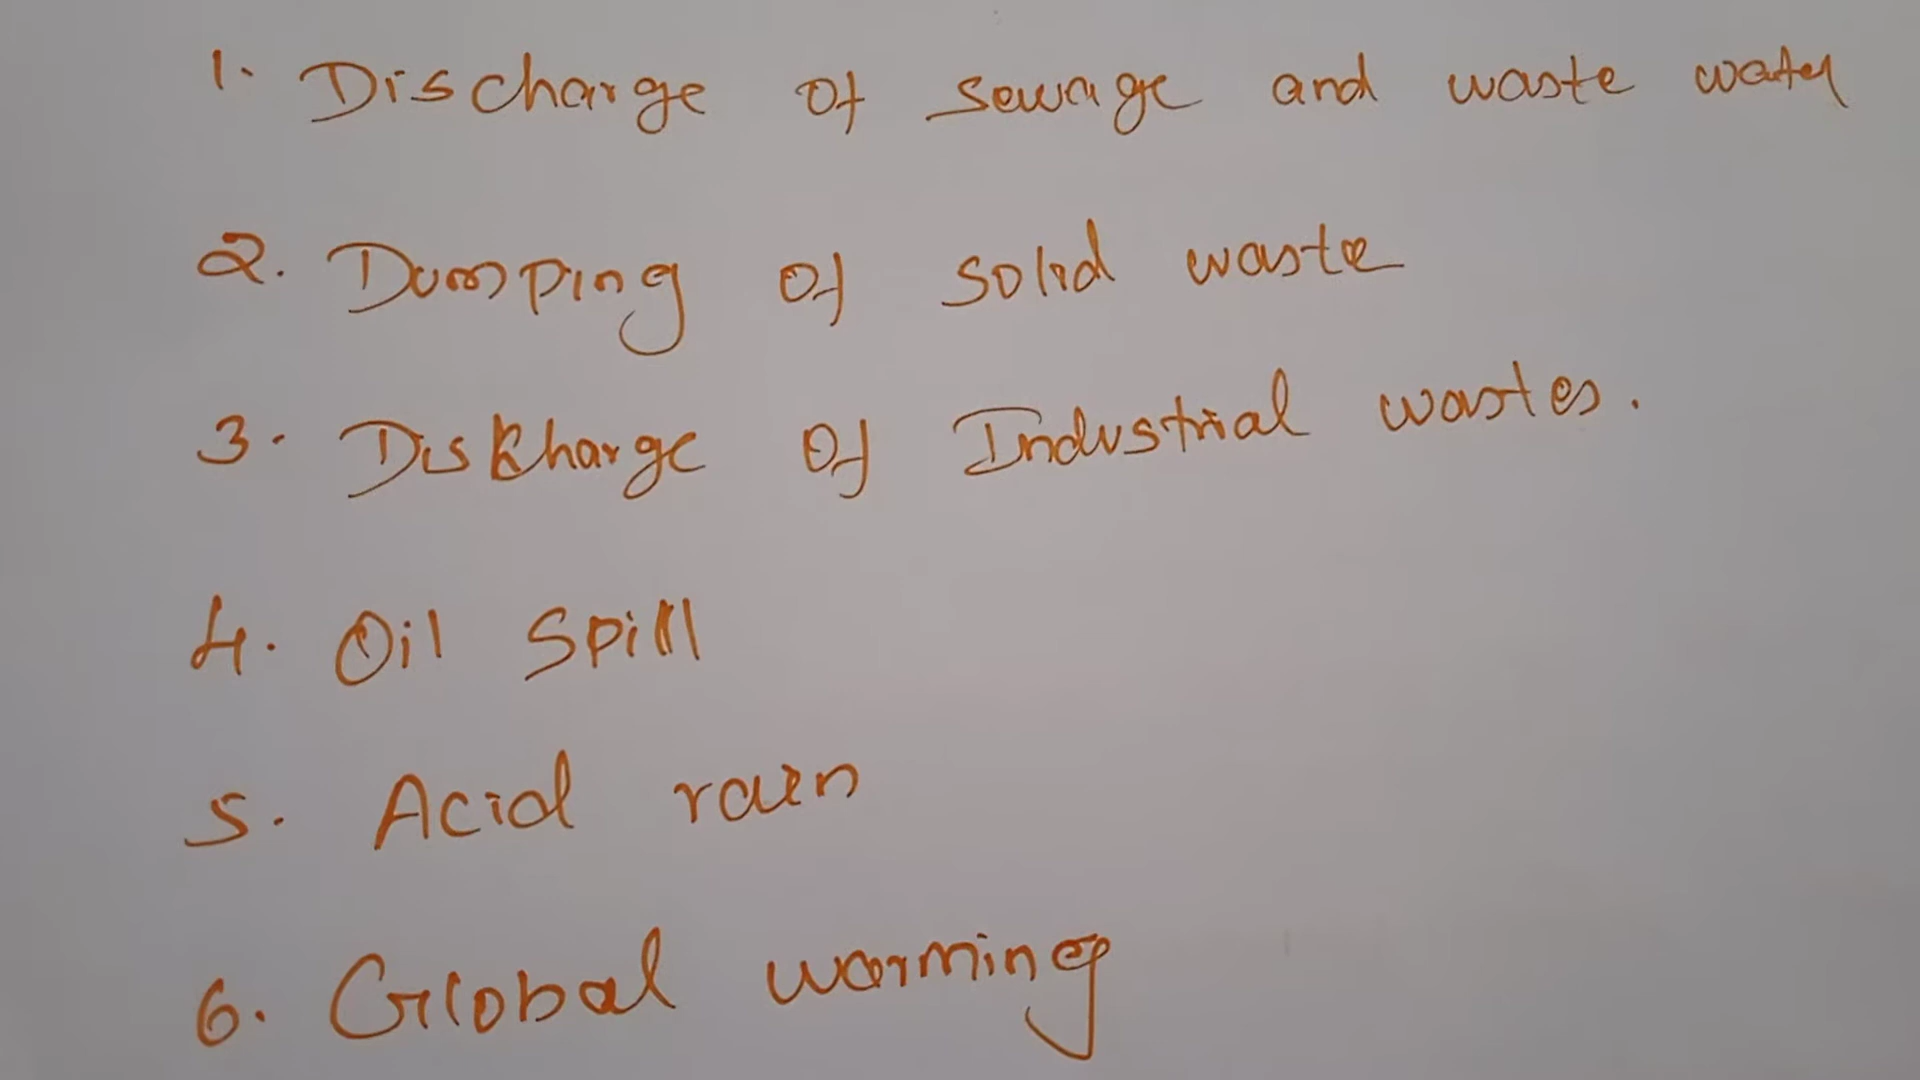 1. Discharge of sewage and waste water
2. Dumping of solid waste
3. Discharge of Industrial wastes.
4. Oil spill
5. Acid rain
6. Global warming